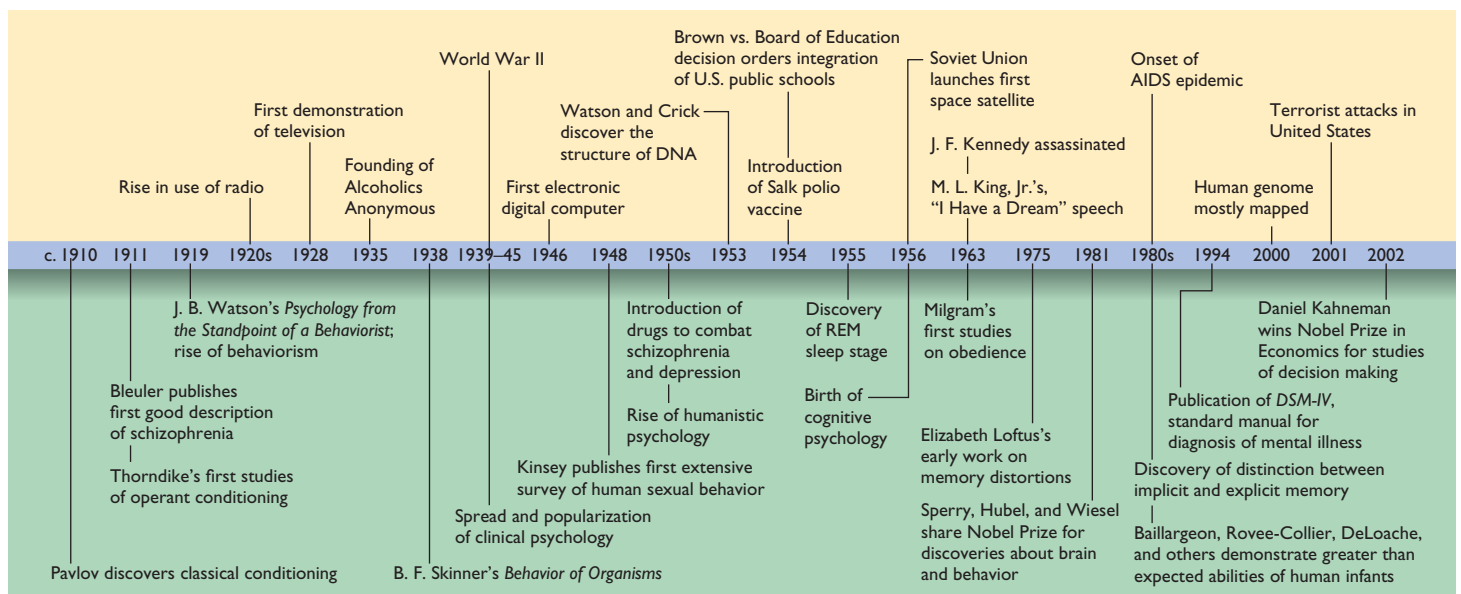 Rise in use of radio
First demonstration
of television
Founding of
Alcoholics
Anonymous
World War II
First electronic
digital computer
Watson and Crick
discover the
structure of DNA
Brown vs. Board of Education
decision orders integration
of U.S. public schools
Introduction
of Salk polio
vaccine
Soviet Union
launches first
space satellite
J. F. Kennedy assassinated
M. L. King, Jr.'s,
“I Have a Dream” speech
Onset of
AIDS epidemic
Human genome
mostly mapped
Terrorist attacks in
United States
c. 1910 1911 1919 1920s 1928 1935 1938 1939–45 1946 1948 1950s 1953 1954 1955 1956 1963 1975 1981 1980s 1994 2000 2001 2002
Pavlov discovers classical conditioning
Bleuler publishes
first good description
of schizophrenia
Thorndike's first studies
of operant conditioning
J. B. Watson's Psychology from
the Standpoint of a Behaviorist;
rise of behaviorism
B. F. Skinner's Behavior of Organisms
Spread and popularization
of clinical psychology
Kinsey publishes first extensive
survey of human sexual behavior
Introduction of
drugs to combat
schizophrenia
and depression
Rise of humanistic
psychology
Discovery
of REM
sleep stage
Birth of
cognitive
psychology
Milgram's
first studies
on obedience
Elizabeth Loftus's
early work on
memory distortions
Sperry, Hubel, and Wiesel
share Nobel Prize for
discoveries about brain
and behavior
Discovery of distinction between
implicit and explicit memory
Baillargeon, Rovee-Collier, DeLoache,
and others demonstrate greater than
expected abilities of human infants
Publication of DSM-IV,
standard manual for
diagnosis of mental illness
Daniel Kahneman
wins Nobel Prize in
Economics for studies
of decision making